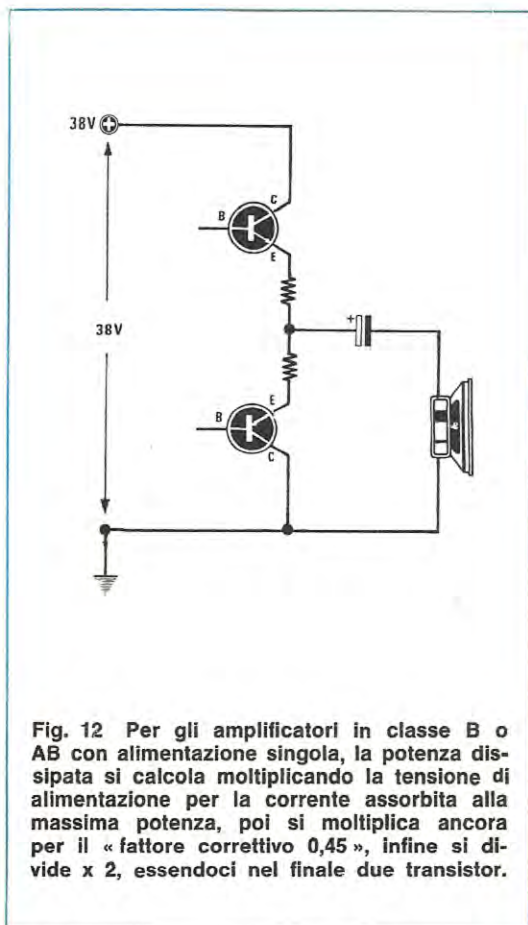 38V
C
B
E
38V
+
E
B
C
Fig. 12 Per gli amplificatori in classe B o
AB con alimentazione singola, la potenza dis-
sipata si calcola moltiplicando la tensione di
alimentazione per la corrente assorbita alla
massima potenza, poi si moltiplica ancora
per il « fattore correttivo 0,45 », infine si di-
vide x 2, essendoci nel finale due transistor.